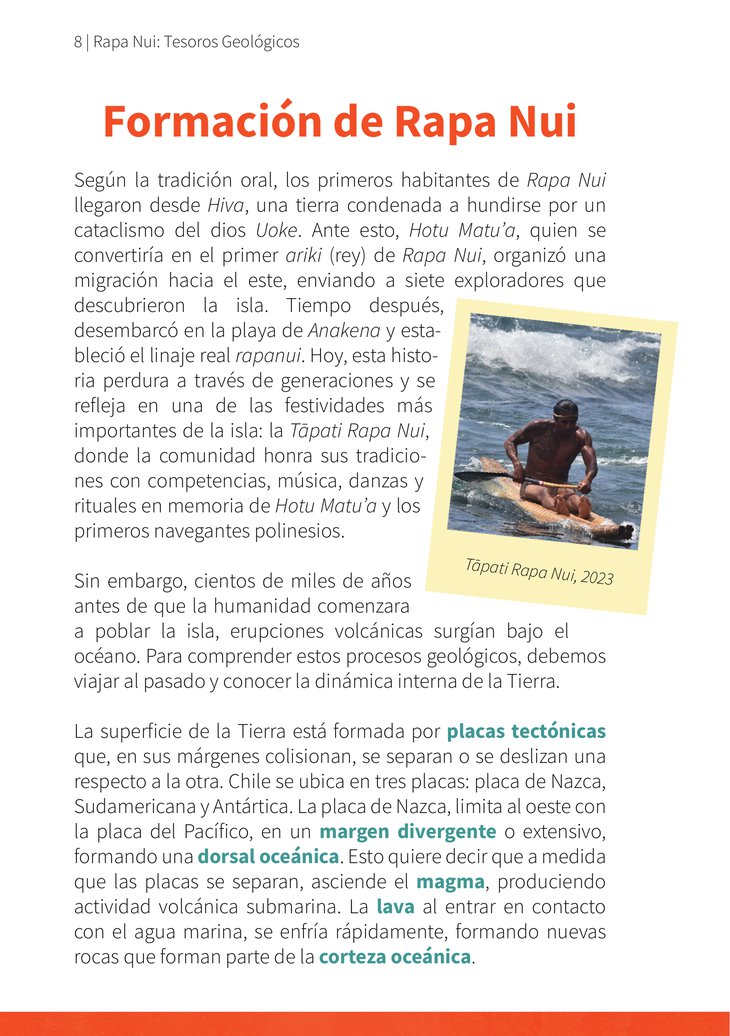 8 | Rapa Nui: Tesoros Geológicos
Formación de Rapa Nui
Según la tradición oral, los primeros habitantes de Rapa Nui
llegaron desde Hiva, una tierra condenada a hundirse por un
cataclismo del dios Uoke. Ante esto, Hotu Matu’a, quien se
convertiría en el primer ariki (rey) de Rapa Nui, organizó una
migración hacia el este, enviando a siete exploradores que
descubrieron la isla. Tiempo después,
desembarcó en la playa de Anakena y esta-
bleció el linaje real rapanui. Hoy, esta histo-
ria perdura a través de generaciones y se
refleja en una de las festividades más
importantes de la isla: la Tāpati Rapa Nui,
donde la comunidad honra sus tradicio-
nes con competencias, música, danzas y
rituales en memoria de Hotu Matu’a y los
primeros navegantes polinesios.
Tāpati Rapa Nui, 2023
Sin embargo, cientos de miles de años
antes de que la humanidad comenzara
a poblar la isla, erupciones volcánicas surgían bajo el
océano. Para comprender estos procesos geológicos, debemos
viajar al pasado y conocer la dinámica interna de la Tierra.
La superficie de la Tierra está formada por placas tectónicas
que, en sus márgenes colisionan, se separan o se deslizan una
respecto a la otra. Chile se ubica en tres placas: placa de Nazca,
Sudamericana y Antártica. La placa de Nazca, limita al oeste con
la placa del Pacífico, en un margen divergente o extensivo,
formando una dorsal oceánica. Esto quiere decir que a medida
que las placas se separan, asciende el magma, produciendo
actividad volcánica submarina. La lava al entrar en contacto
con el agua marina, se enfría rápidamente, formando nuevas
rocas que forman parte de la corteza oceánica.